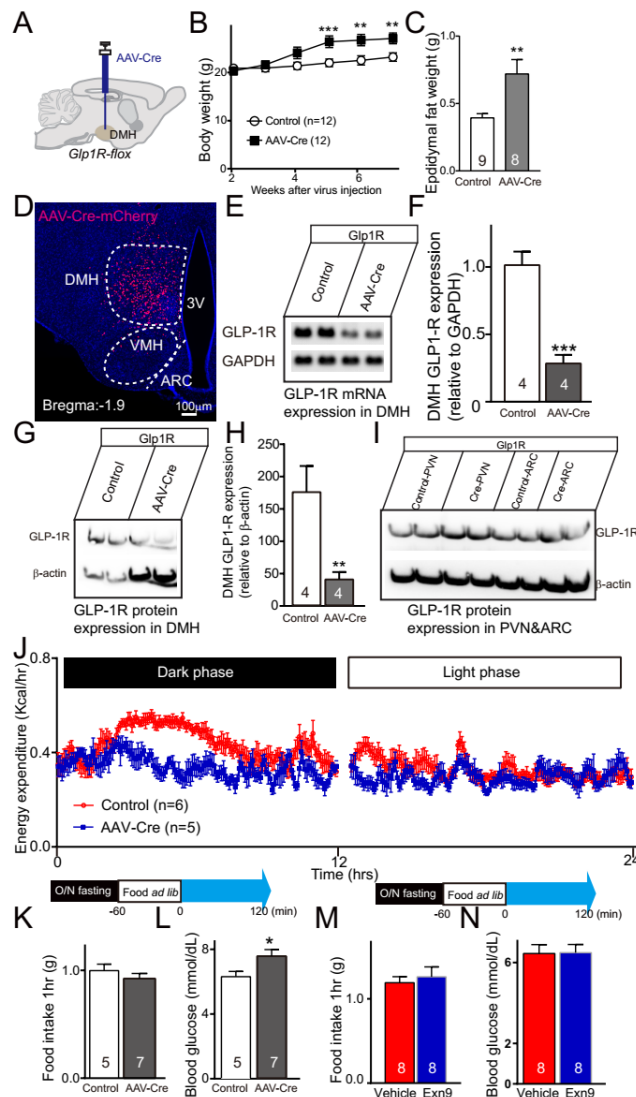 A
AAV-Cre
DMH
Glp1R-flox
B
Body weight (g)
20
0
***
**
**
Control (n=12)
AAV-Cre (12)
2
4
6
Weeks after virus injection
C
Epdidymal fat weight (g)
1.0
0.5
0.0
**
9
8
Control
AAV-Cre
D
AAV-Cre-mCherry
DMH
3V
VMH
ARC
Bregma:-1.9
100μm
E
Glp1R
Control
AAV-Cre
GLP-1R
GAPDH
GLP-1R mRNA
expression in DMH
F
DMH GLP1-R expression
(relative to GAPDH)
1.0
0.5
0
***
4
4
Control
AAV-Cre
G
Glp1R
Control
AAV-Cre
GLP-1R
β-actin
GLP-1R protein
expression in DMH
H
DMH GLP1-R expression
(relative to β-actin)
250
200
150
100
50
0
**
4
4
Control
AAV-Cre
I
Glp1R
Control-PVN
Cre-PVN
Control-ARC
Cre-ARC
GLP-1R
β-actin
GLP-1R protein
expression in PVN&ARC
J
Energy expenditure (Kcal/hr)
0.8
0.4
0.0
Dark phase
Light phase
Control (n=6)
AAV-Cre (n=5)
0
12
24
Time (hrs)
O/N fasting
Food ad lib
-60
0
120 (min)
O/N fasting
Food ad lib
-60
0
120 (min)
K
Food intake 1hr (g)
1.0
0.0
5
7
Control
AAV-Cre
L
Blood glucose (mmol/dL)
8
4
0
*
5
7
Control
AAV-Cre
M
Food intake 1hr (g)
1.0
0.0
8
8
Vehicle
Exn9
N
Blood glucose (mmol/dL)
6
3
0
8
8
Vehicle
Exn9